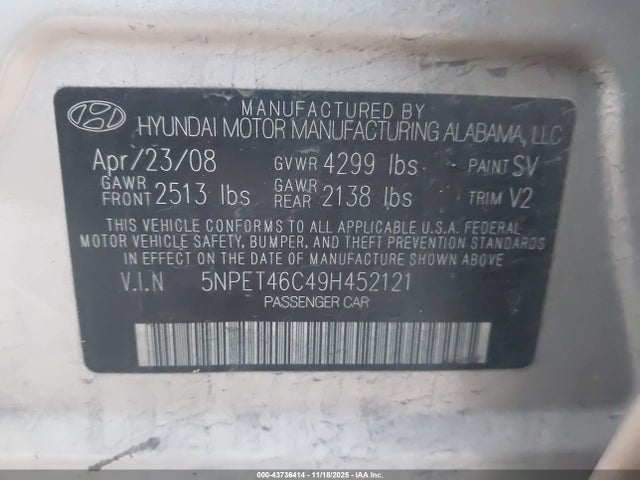 MANUFACTURED BY
HYUNDAI MOTOR MANUFACTURING ALABAMA, LLC
Apr/23/08 GVWR 4299 lbs PAINT SV
GAWR FRONT 2513 lbs GAWR REAR 2138 lbs TRIM V2
THIS VEHICLE CONFORMS TO ALL APPLICABLE U.S.A. FEDERAL
MOTOR VEHICLE SAFETY, BUMPER, AND THEFT PREVENTION
STANDARDS IN EFFECT ON THE DATE OF MANUFACTURE SHOWN ABOVE.
V.I.N 5NPET46C49H452121
PASSENGER CAR
000-43736414 | 11/18/2025 - IAA, Inc.